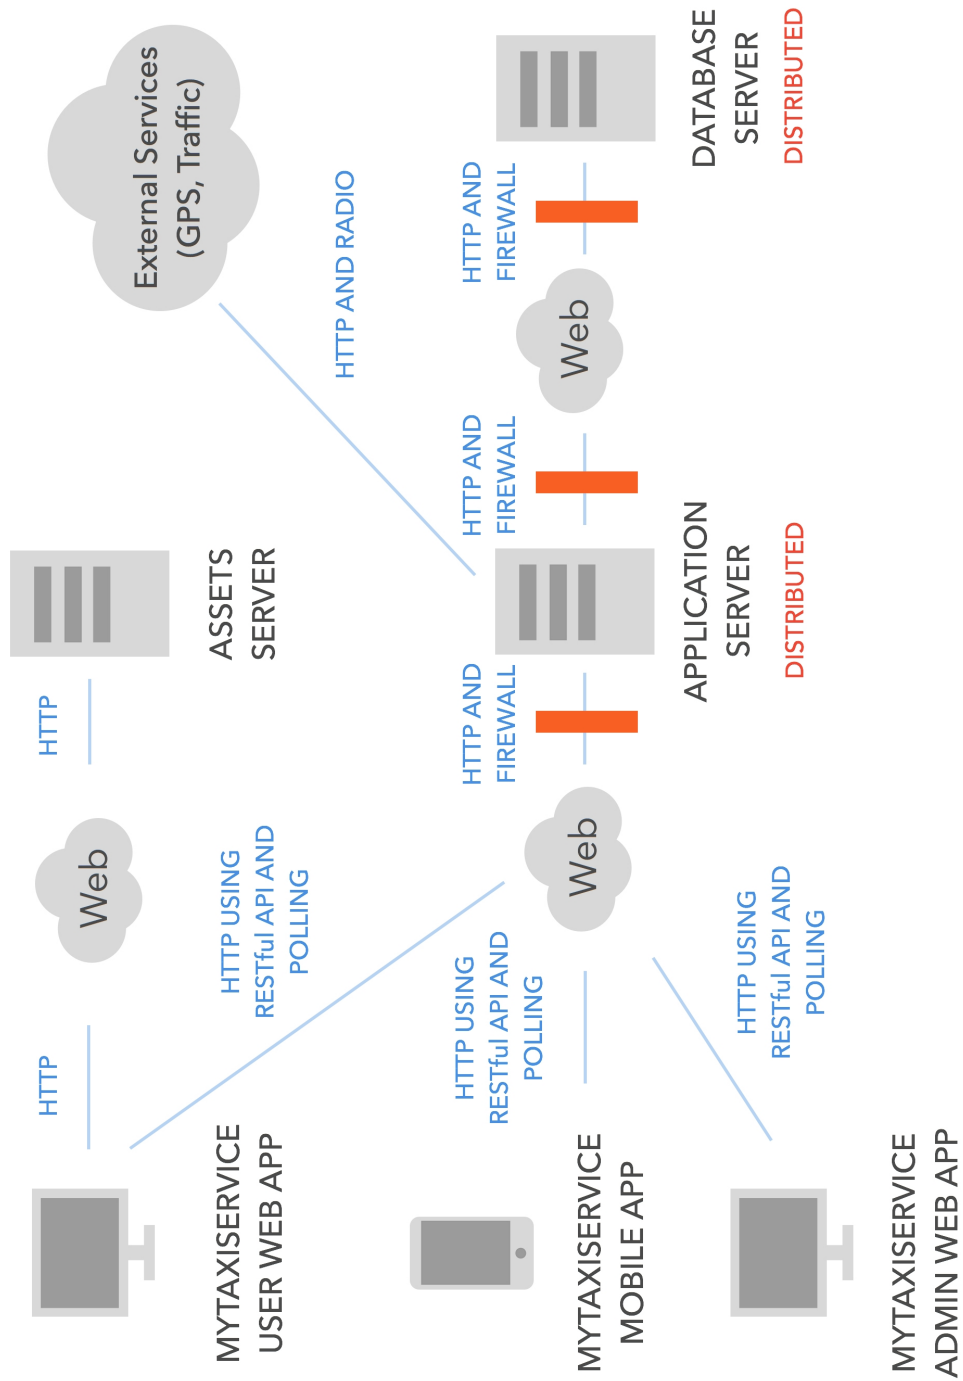 HTTP
Web
HTTP
ASSETS
SERVER
External Services
(GPS, Traffic)
MYTAXISERVICE
USER WEB APP
HTTP USING
RESTful API AND
POLLING
HTTP AND RADIO
MYTAXISERVICE
MOBILE APP
HTTP USING
RESTful API AND
POLLING
Web
HTTP AND
FIREWALL
APPLICATION
SERVER
DISTRIBUTED
HTTP AND
FIREWALL
Web
HTTP AND
FIREWALL
DATABASE
SERVER
DISTRIBUTED
HTTP USING
RESTful API AND
POLLING
MYTAXISERVICE
ADMIN WEB APP